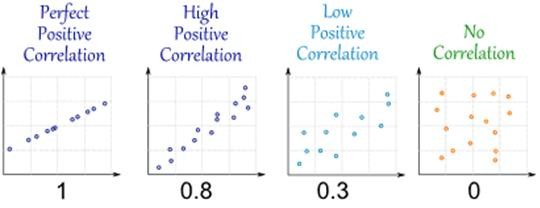 Perfect
Positive
Correlation
High
Positive
Correlation
Low
Positive
Correlation
No
Correlation
1
0.8
0.3
0